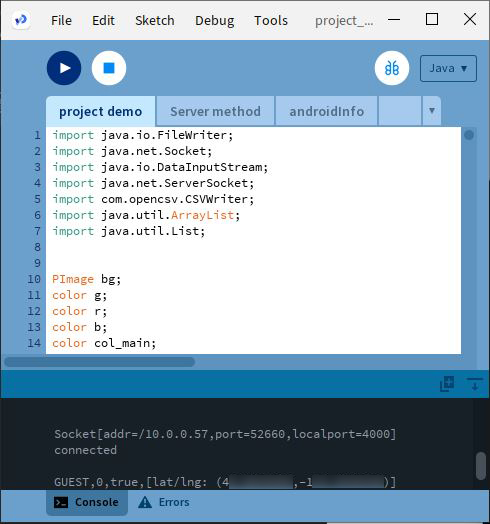 File Edit Sketch Debug Tools project_...
Java
project demo Server method androidInfo
1 import java.io.FileWriter;
2 import java.net.Socket;
3 import java.io.DataInputStream;
4 import java.net.ServerSocket;
5 import com.opencsv.CSVWriter;
6 import java.util.ArrayList;
7 import java.util.List;
8
9
10 PImage bg;
11 color g;
12 color r;
13 color b;
14 color col_main;
Socket[addr=/10.0.0.57,port=52660,localport=4000]
connected
GUEST,0,true,[lat/lng: (4 ,-1 )]
Console Errors